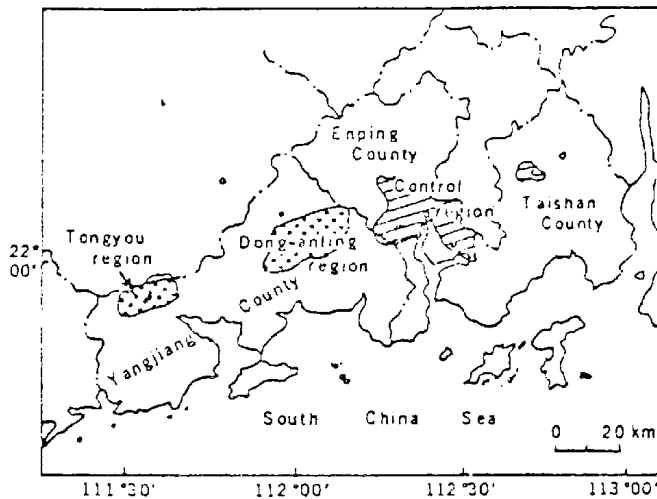 Enping
County
Control
region
Taishan
County
Tongyou
region
Dong-anling
region
County
Yangjiang
22°
00'
South China Sea
0 20 km
111°30' 112°00' 112°30' 113°00'